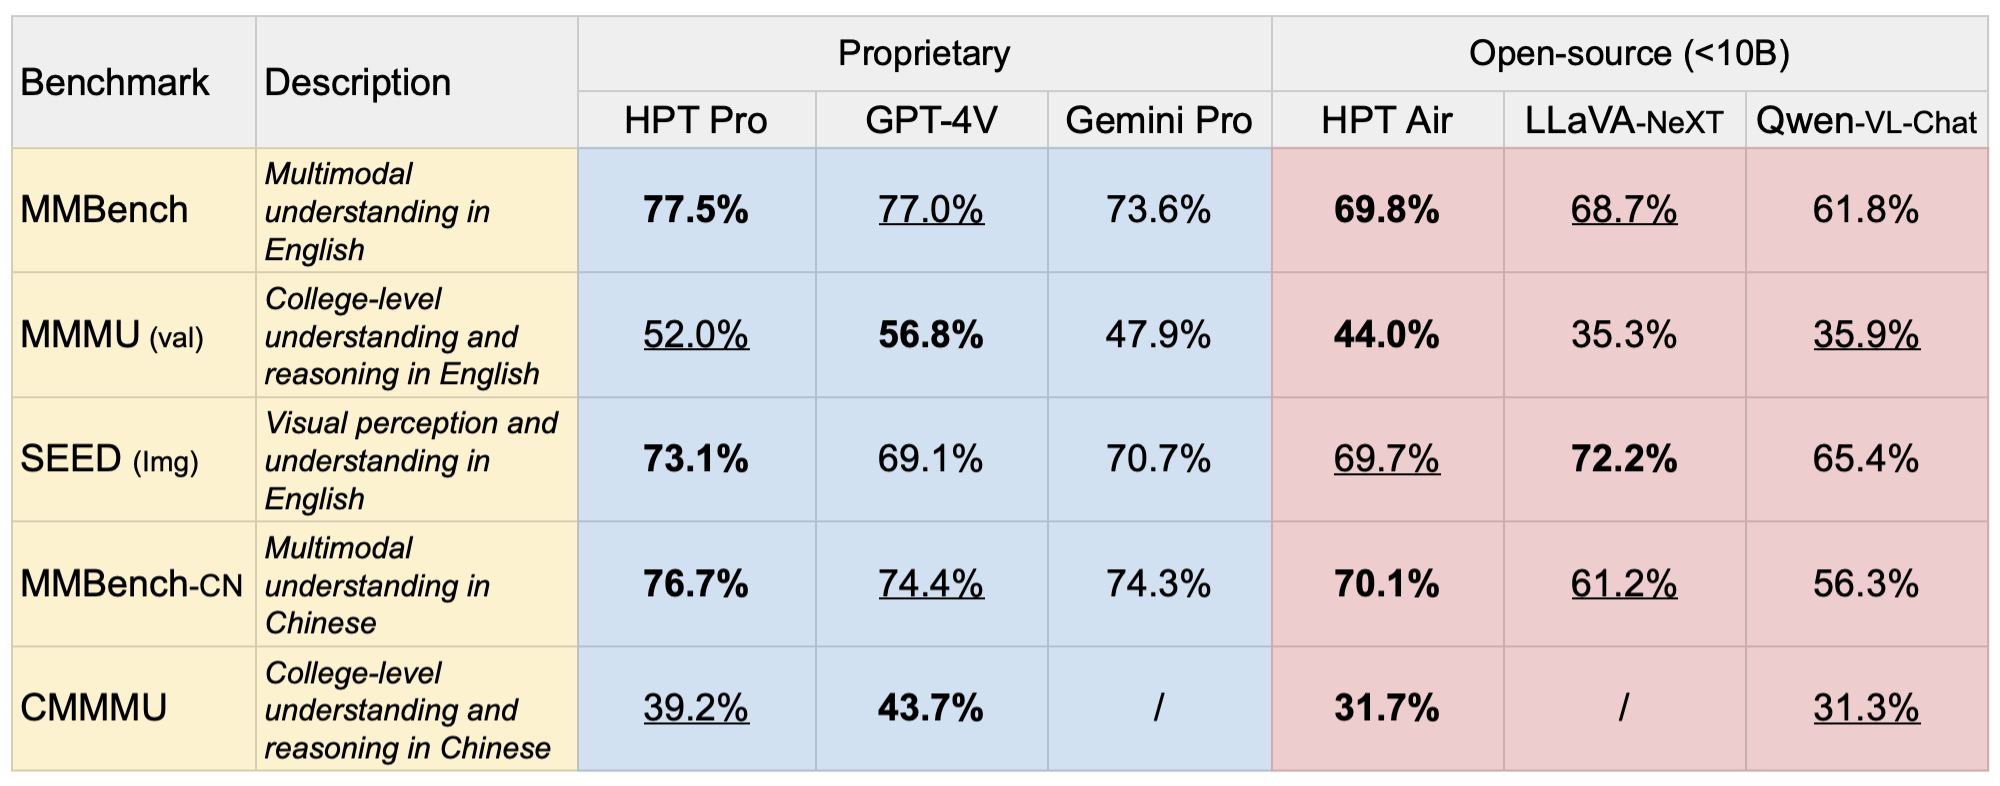 Benchmark Description Proprietary Open-source (<10B)
HPT Pro GPT-4V Gemini Pro HPT Air LLaVA-NeXT Qwen-VL-Chat
MMBench
Multimodal
understanding in
English
77.5% 77.0% 73.6% 69.8% 68.7% 61.8%
MMMU (val)
College-level
understanding and
reasoning in English
52.0% 56.8% 47.9% 44.0% 35.3% 35.9%
SEED (Img)
Visual perception and
understanding in
English
73.1% 69.1% 70.7% 69.7% 72.2% 65.4%
MMBench-CN
Multimodal
understanding in
Chinese
76.7% 74.4% 74.3% 70.1% 61.2% 56.3%
CMMMU
College-level
understanding and
reasoning in Chinese
39.2% 43.7% / 31.7% / 31.3%